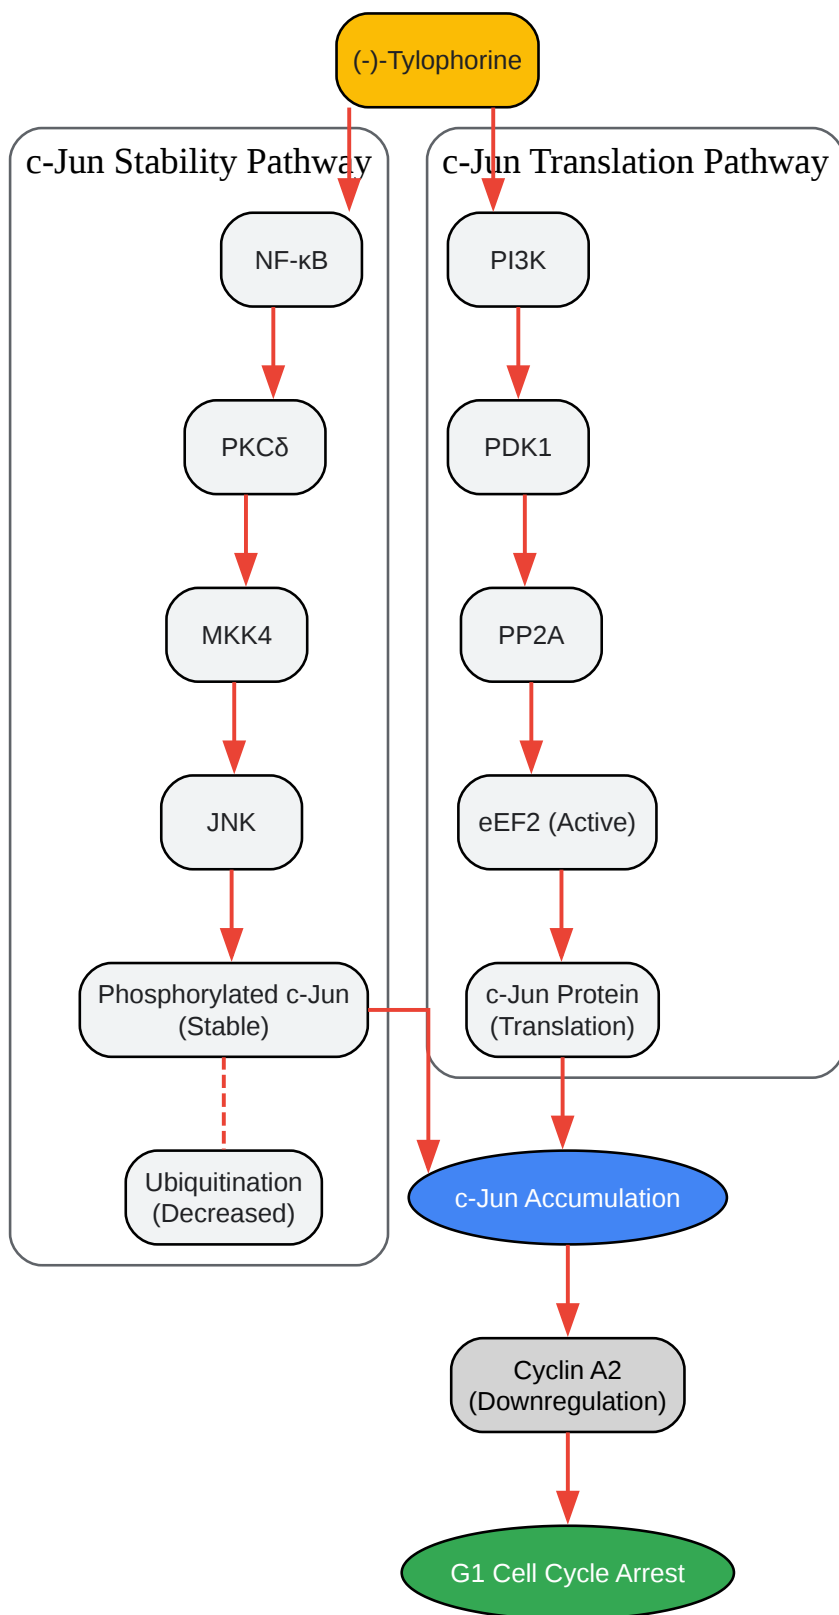 (-)-Tylophorine
c-Jun Stability Pathway
NF-κB
PKCδ
MKK4
JNK
Phosphorylated c-Jun
(Stable)
Ubiquitination
(Decreased)
c-Jun Translation Pathway
PI3K
PDK1
PP2A
eEF2 (Active)
c-Jun Protein
(Translation)
c-Jun Accumulation
Cyclin A2
(Downregulation)
G1 Cell Cycle Arrest